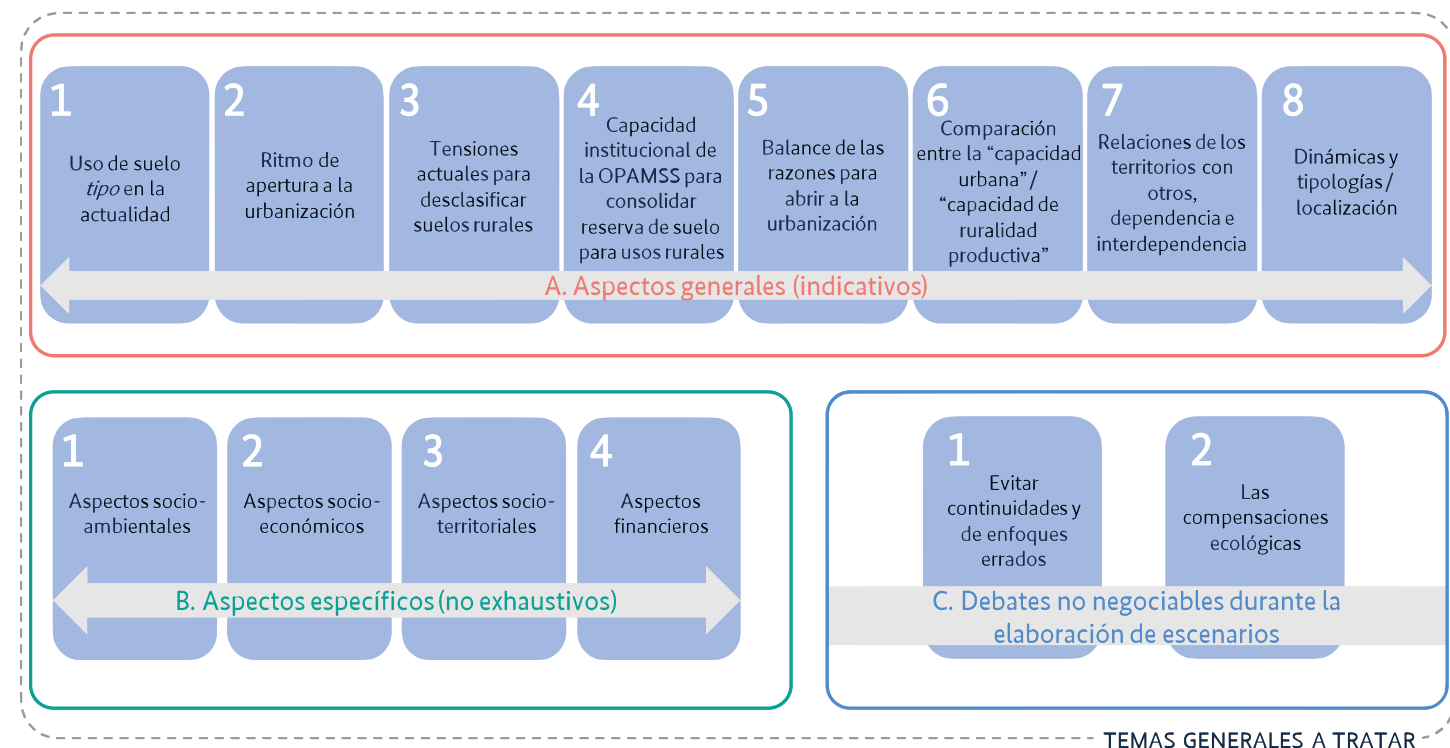 1
Uso de suelo
tipo en la
actualidad
2
Ritmo de
apertura a la
urbanización
3
Tensiones
actuales para
desclasificar
suelos rurales
4
Capacidad
institucional de
la OPAMSS para
consolidar
reserva de suelo
para usos rurales
5
Balance de las
razones para
abrir a la
urbanización
6
Comparación
entre la “capacidad
urbana”/
“capacidad de
ruralidad
productiva”
7
Relaciones de los
territorios con
otros,
dependencia e
interdependencia
8
Dinámicas y
tipologías/
localización
A. Aspectos generales (indicativos)
1
Aspectos socio-
ambientales
2
Aspectos socio-
económicos
3
Aspectos socio-
territoriales
4
Aspectos
financieros
B. Aspectos específicos (no exhaustivos)
1
Evitar
continuidades y
de enfoques
errados
2
Las
compensaciones
ecológicas
C. Debates no negociables durante la
elaboración de escenarios
TEMAS GENERALES A TRATAR